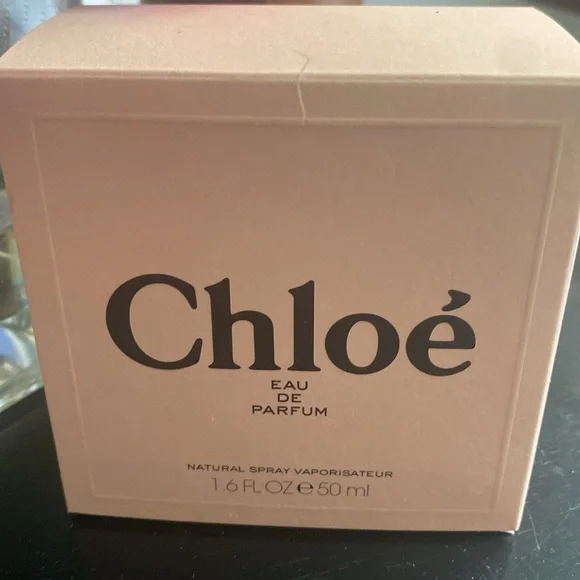 Chloé
EAU
DE
PARFUM
NATURAL SPRAY VAPORISATEUR
1.6 FL OZ ℮ 50 ml